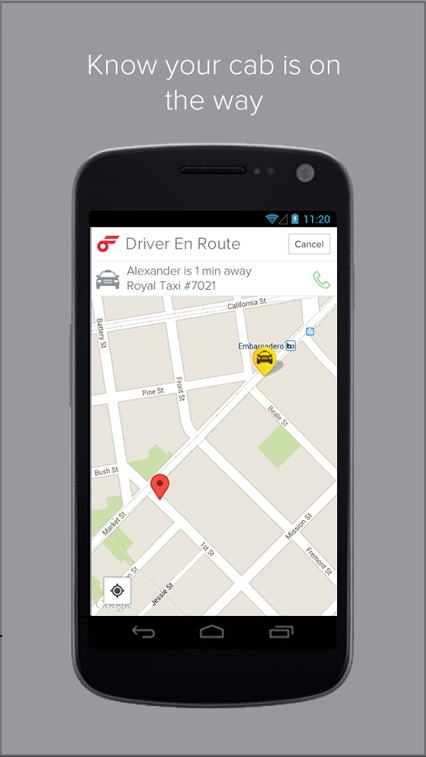 Know your cab is on
the way
11:20
Driver En Route
Cancel
Alexander is 1 min away
Royal Taxi #7021
California St
Battery St
Embarcadero
Pine St
Front St
Beale St
Bush St
Market St
Mission St
1st St
Fremont St
Jessie St
Google